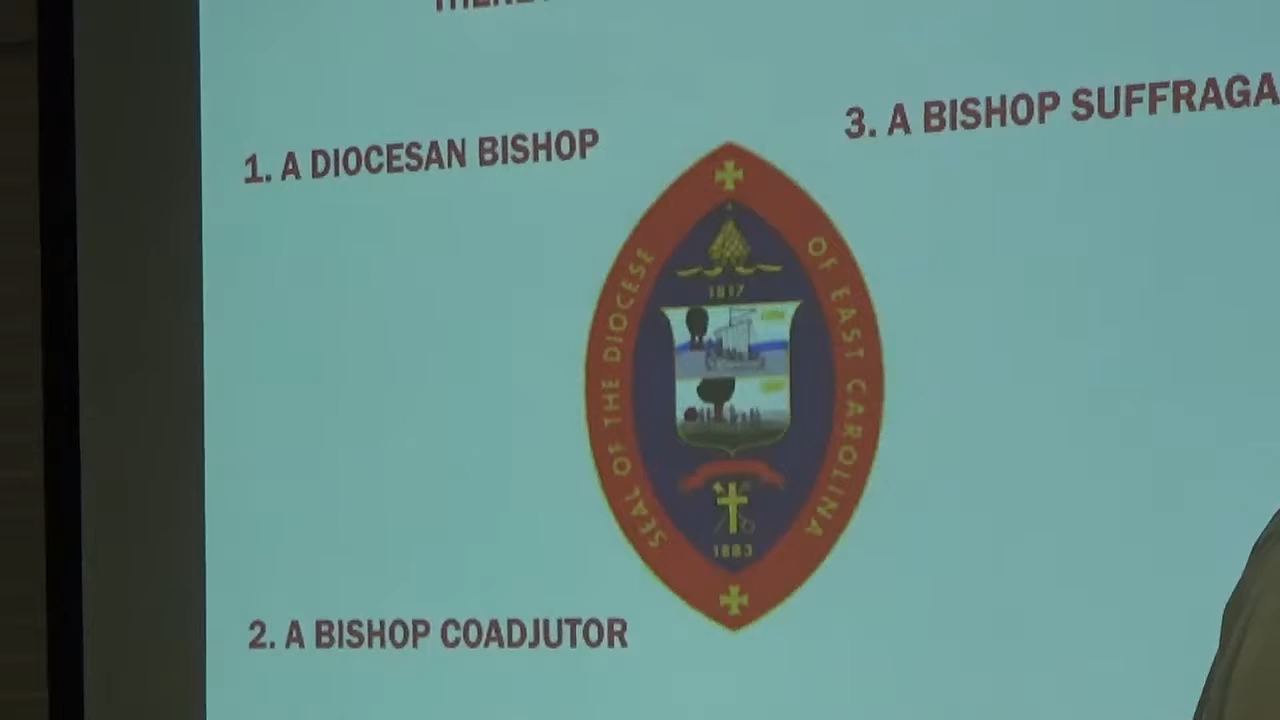 1. A DIOCESAN BISHOP
3. A BISHOP SUFFRAGA
SEAL OF THE DIOCESE
OF EAST CAROLINA
1817
1883
2. A BISHOP COADJUTOR